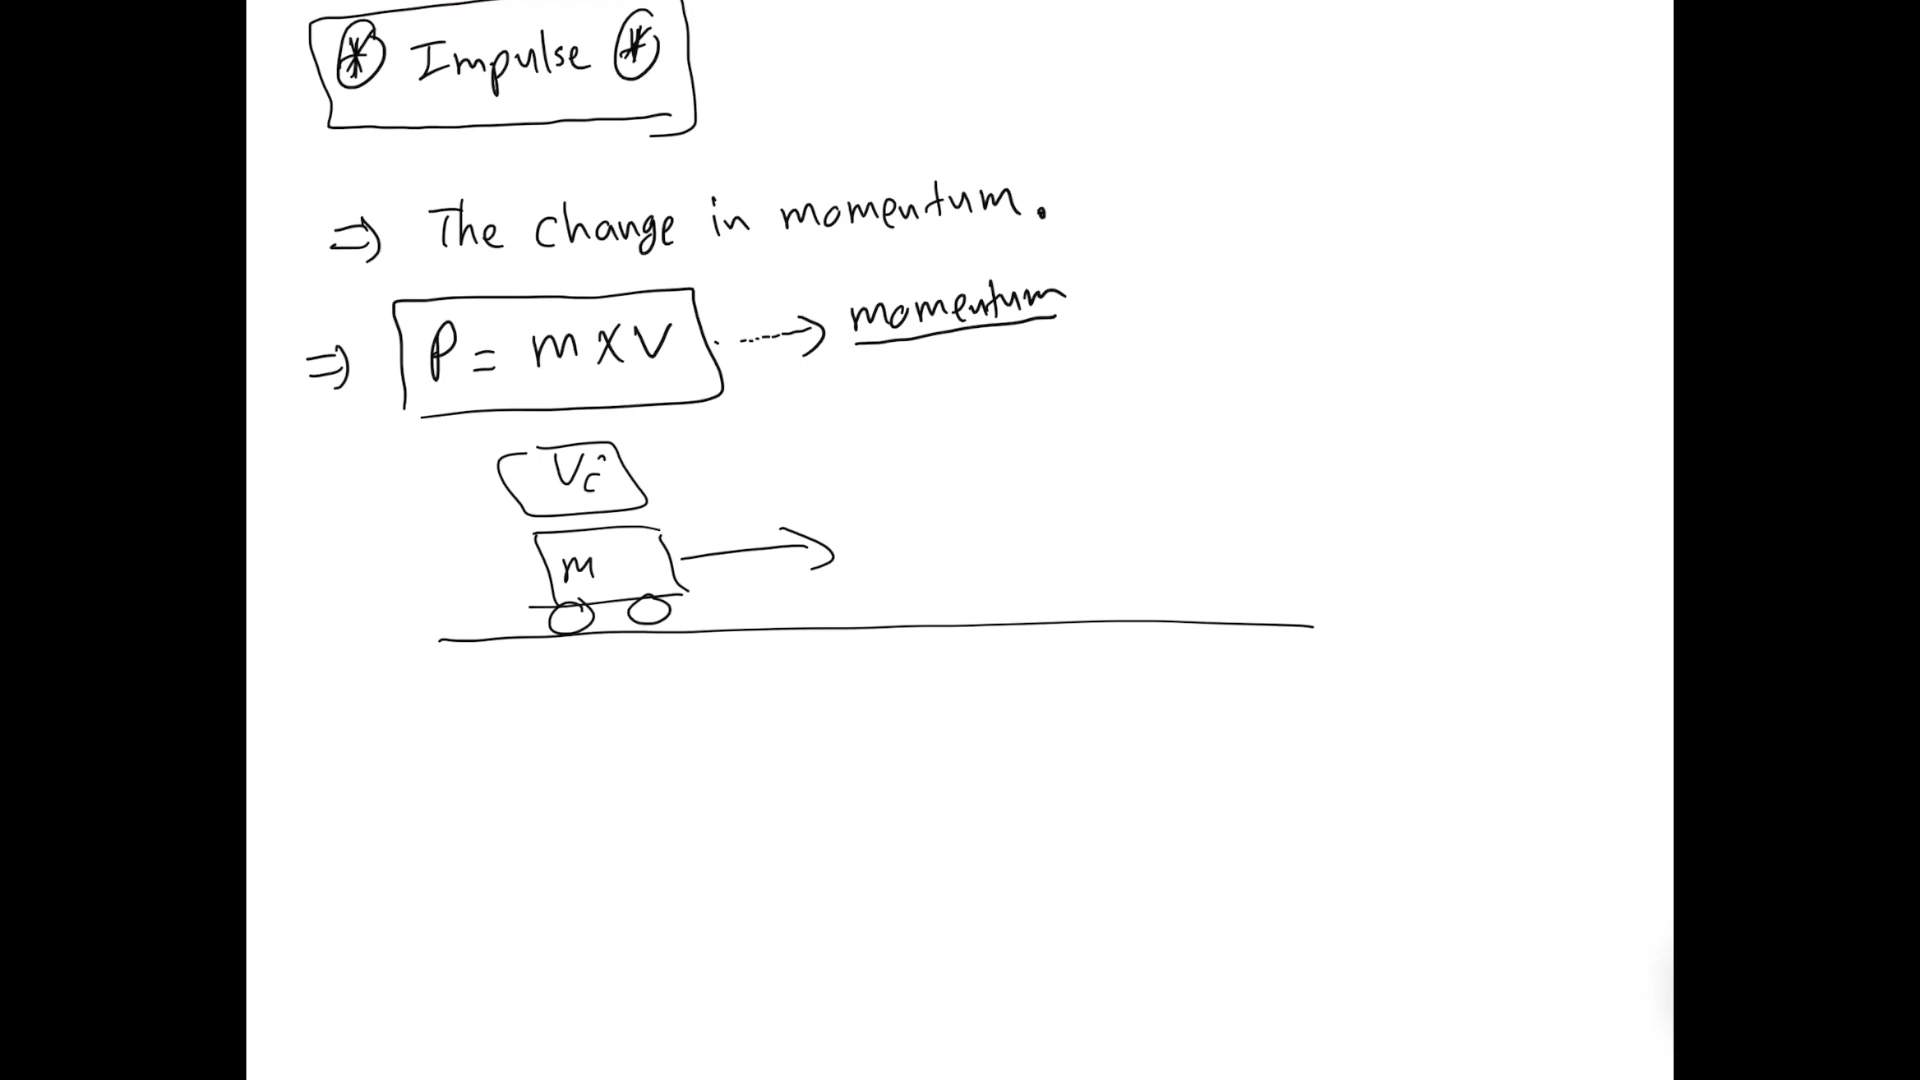 * Impulse *
⇒ The change in momentum.
⇒ P = m x v ⇢ momentum
Vi
m